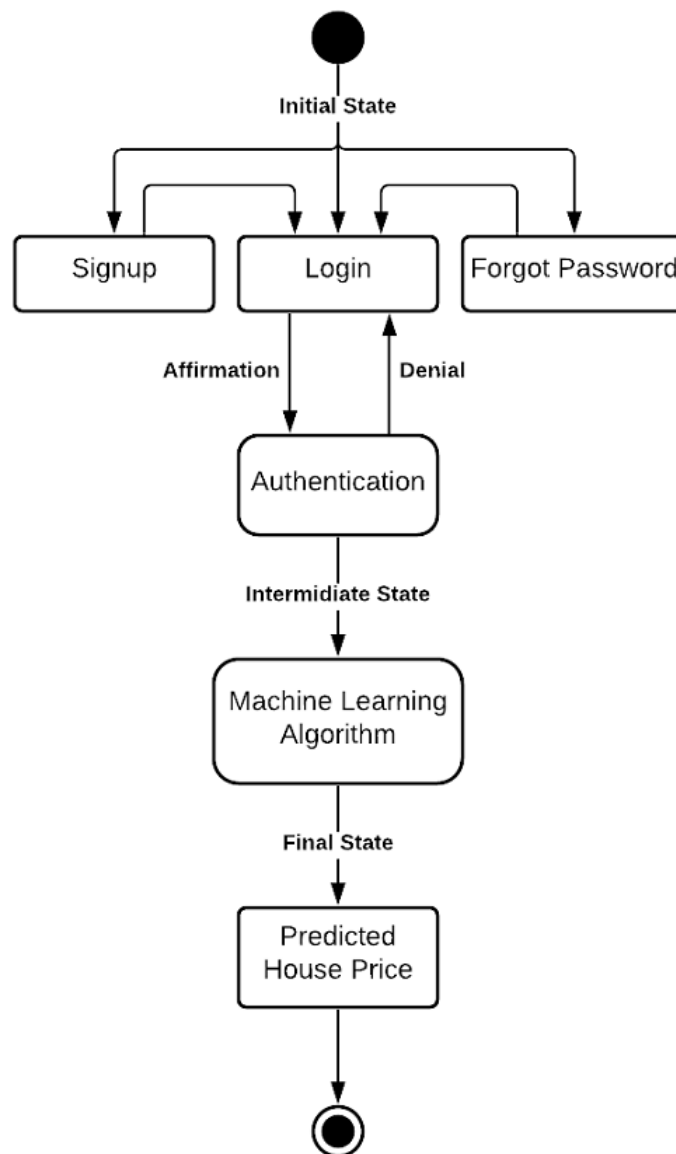 Initial State
Signup
Login
Forgot Password
Affirmation
Denial
Authentication
Intermidiate State
Machine Learning
Algorithm
Final State
Predicted
House Price